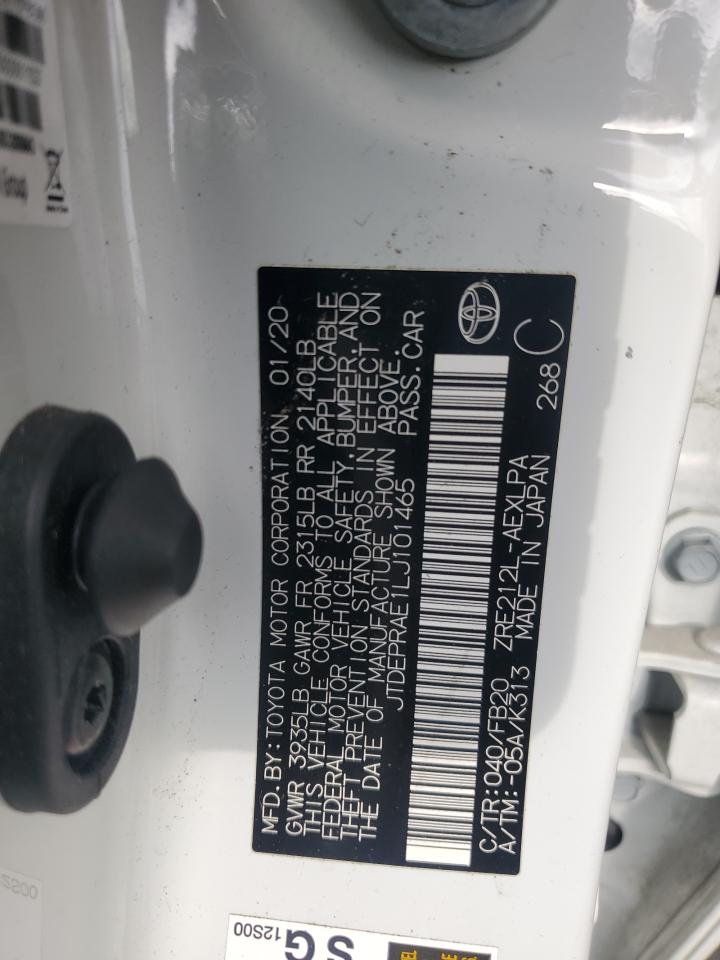 MFD.BY:TOYOTA MOTOR CORPORATION 01/20
GVWR 3935LB GAWR FR 2315LB RR 2140LB
THIS VEHICLE CONFORMS TO ALL APPLICABLE
FEDERAL MOTOR VEHICLE SAFETY,BUMPER,AND
THEFT PREVENTION STANDARDS IN EFFECT ON
THE DATE OF MANUFACTURE SHOWN ABOVE.
JTDEPRAE1LJ101465 PASS.CAR
C/TR:040/FB20 ZRE212L-AEXLPA
A/TM:-05A/K313 MADE IN JAPAN 268 C
Group
SG
12S00